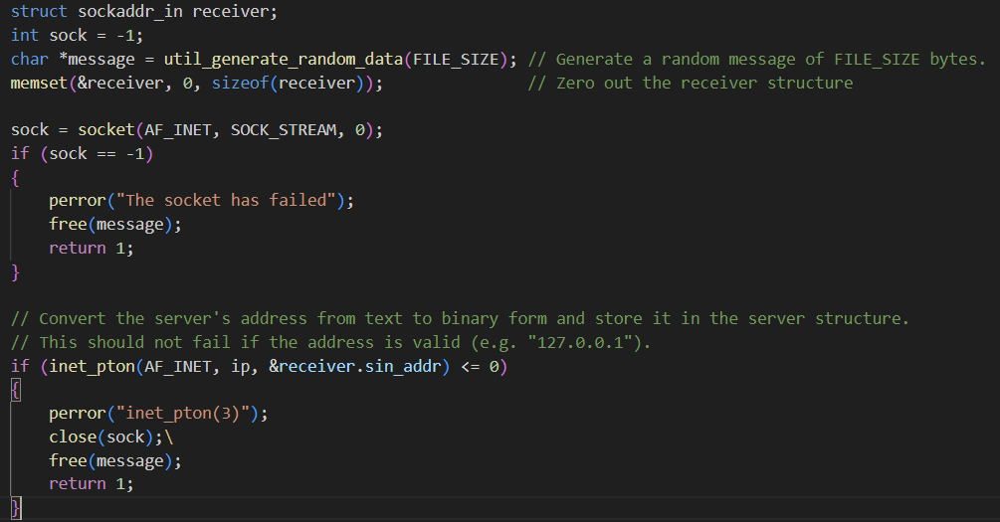 struct sockaddr_in receiver;
int sock = -1;
char *message = util_generate_random_data(FILE_SIZE); // Generate a random message of FILE_SIZE bytes.
memset(&receiver, 0, sizeof(receiver));               // Zero out the receiver structure

sock = socket(AF_INET, SOCK_STREAM, 0);
if (sock == -1)
{
    perror("The socket has failed");
    free(message);
    return 1;
}

// Convert the server's address from text to binary form and store it in the server structure.
// This should not fail if the address is valid (e.g. "127.0.0.1").
if (inet_pton(AF_INET, ip, &receiver.sin_addr) <= 0)
{
    perror("inet_pton(3)");
    close(sock);\
    free(message);
    return 1;
}